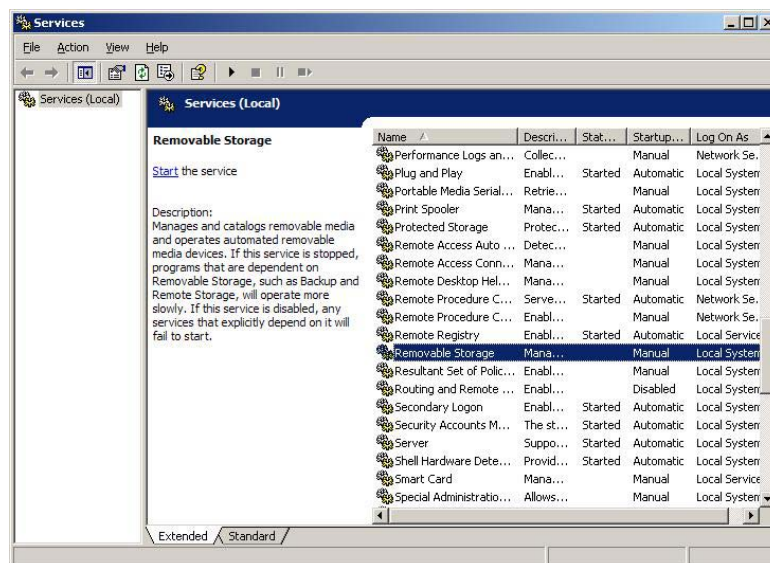 Services
File Action View Help
Services (Local)
Services (Local)
Removable Storage
Start the service
Description:
Manages and catalogs removable media
and operates automated removable
media devices. If this service is stopped,
programs that are dependent on
Removable Storage, such as Backup and
Remote Storage, will operate more
slowly. If this service is disabled, any
services that explicitly depend on it will
fail to start.
Name Descri... Stat... Startup... Log On As
Performance Logs an... Collec... Manual Network Se.
Plug and Play Enabl... Started Automatic Local System
Portable Media Serial... Retrie... Manual Local System
Print Spooler Mana... Started Automatic Local System
Protected Storage Protec... Started Automatic Local System
Remote Access Auto ... Detec... Manual Local System
Remote Access Conn... Mana... Manual Local System
Remote Desktop Hel... Mana... Manual Local System
Remote Procedure C... Serve... Started Automatic Network Se.
Remote Procedure C... Enabl... Manual Network Se.
Remote Registry Enabl... Started Automatic Local Service
Removable Storage Mana... Manual Local System
Resultant Set of Polic... Enabl... Manual Local System
Routing and Remote ... Enabl... Disabled Local System
Secondary Logon Enabl... Started Automatic Local System
Security Accounts M... The st... Started Automatic Local System
Server Suppo... Started Automatic Local System
Shell Hardware Dete... Provid... Started Automatic Local System
Smart Card Mana... Manual Local Service
Special Administratio... Allows... Manual Local System
Extended Standard